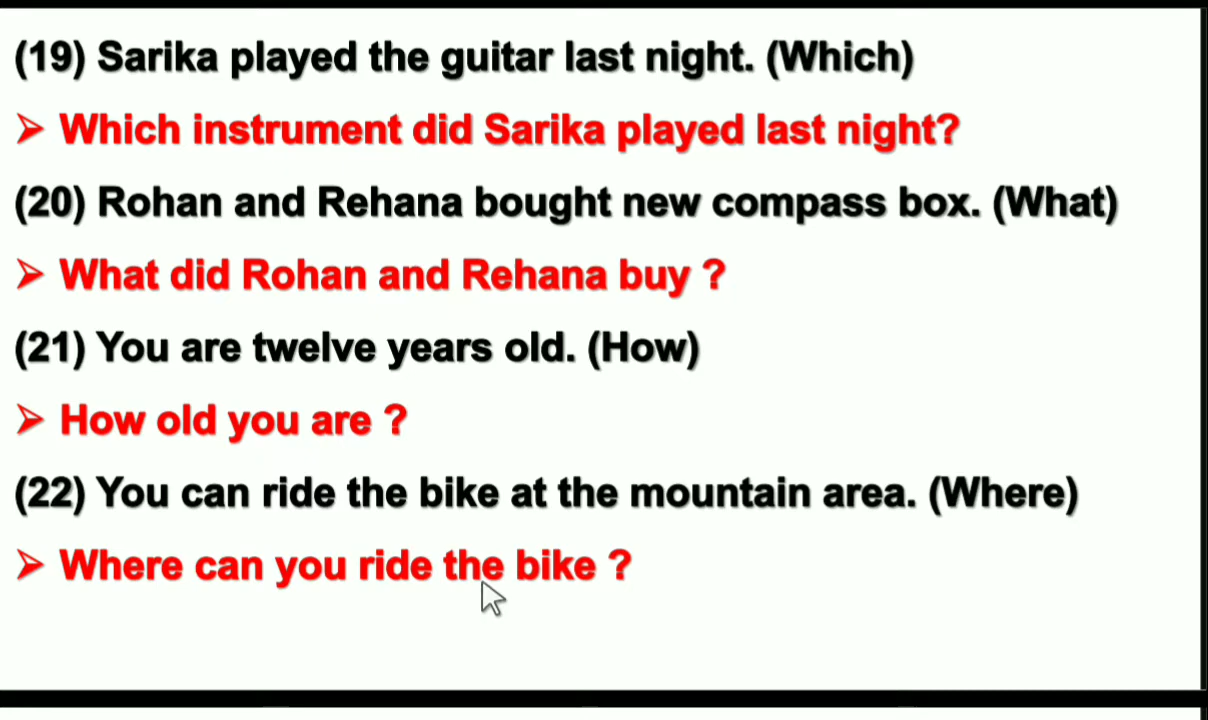 (19) Sarika played the guitar last night. (Which)
➢ Which instrument did Sarika played last night?
(20) Rohan and Rehana bought new compass box. (What)
➢ What did Rohan and Rehana buy ?
(21) You are twelve years old. (How)
➢ How old you are ?
(22) You can ride the bike at the mountain area. (Where)
➢ Where can you ride the bike ?